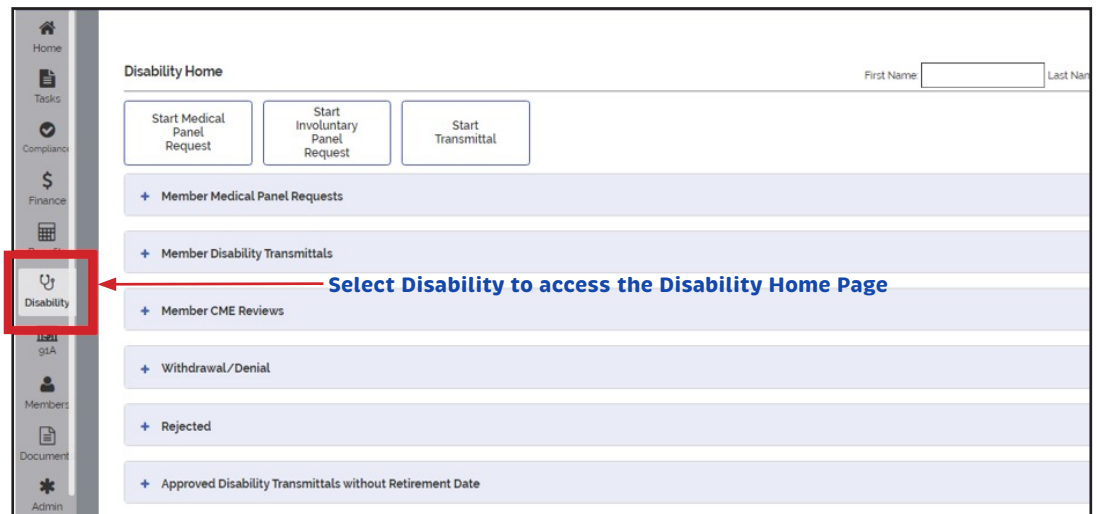 Home
Tasks
Compliance
Finance
Disability
91A
Members
Document
Admin
Disability Home
First Name:
Last Nam
Start Medical
Panel
Request
Start
Involuntary
Panel
Request
Start
Transmittal
+ Member Medical Panel Requests
+ Member Disability Transmittals
Select Disability to access the Disability Home Page
+ Member CME Reviews
+ Withdrawal/Denial
+ Rejected
+ Approved Disability Transmittals without Retirement Date